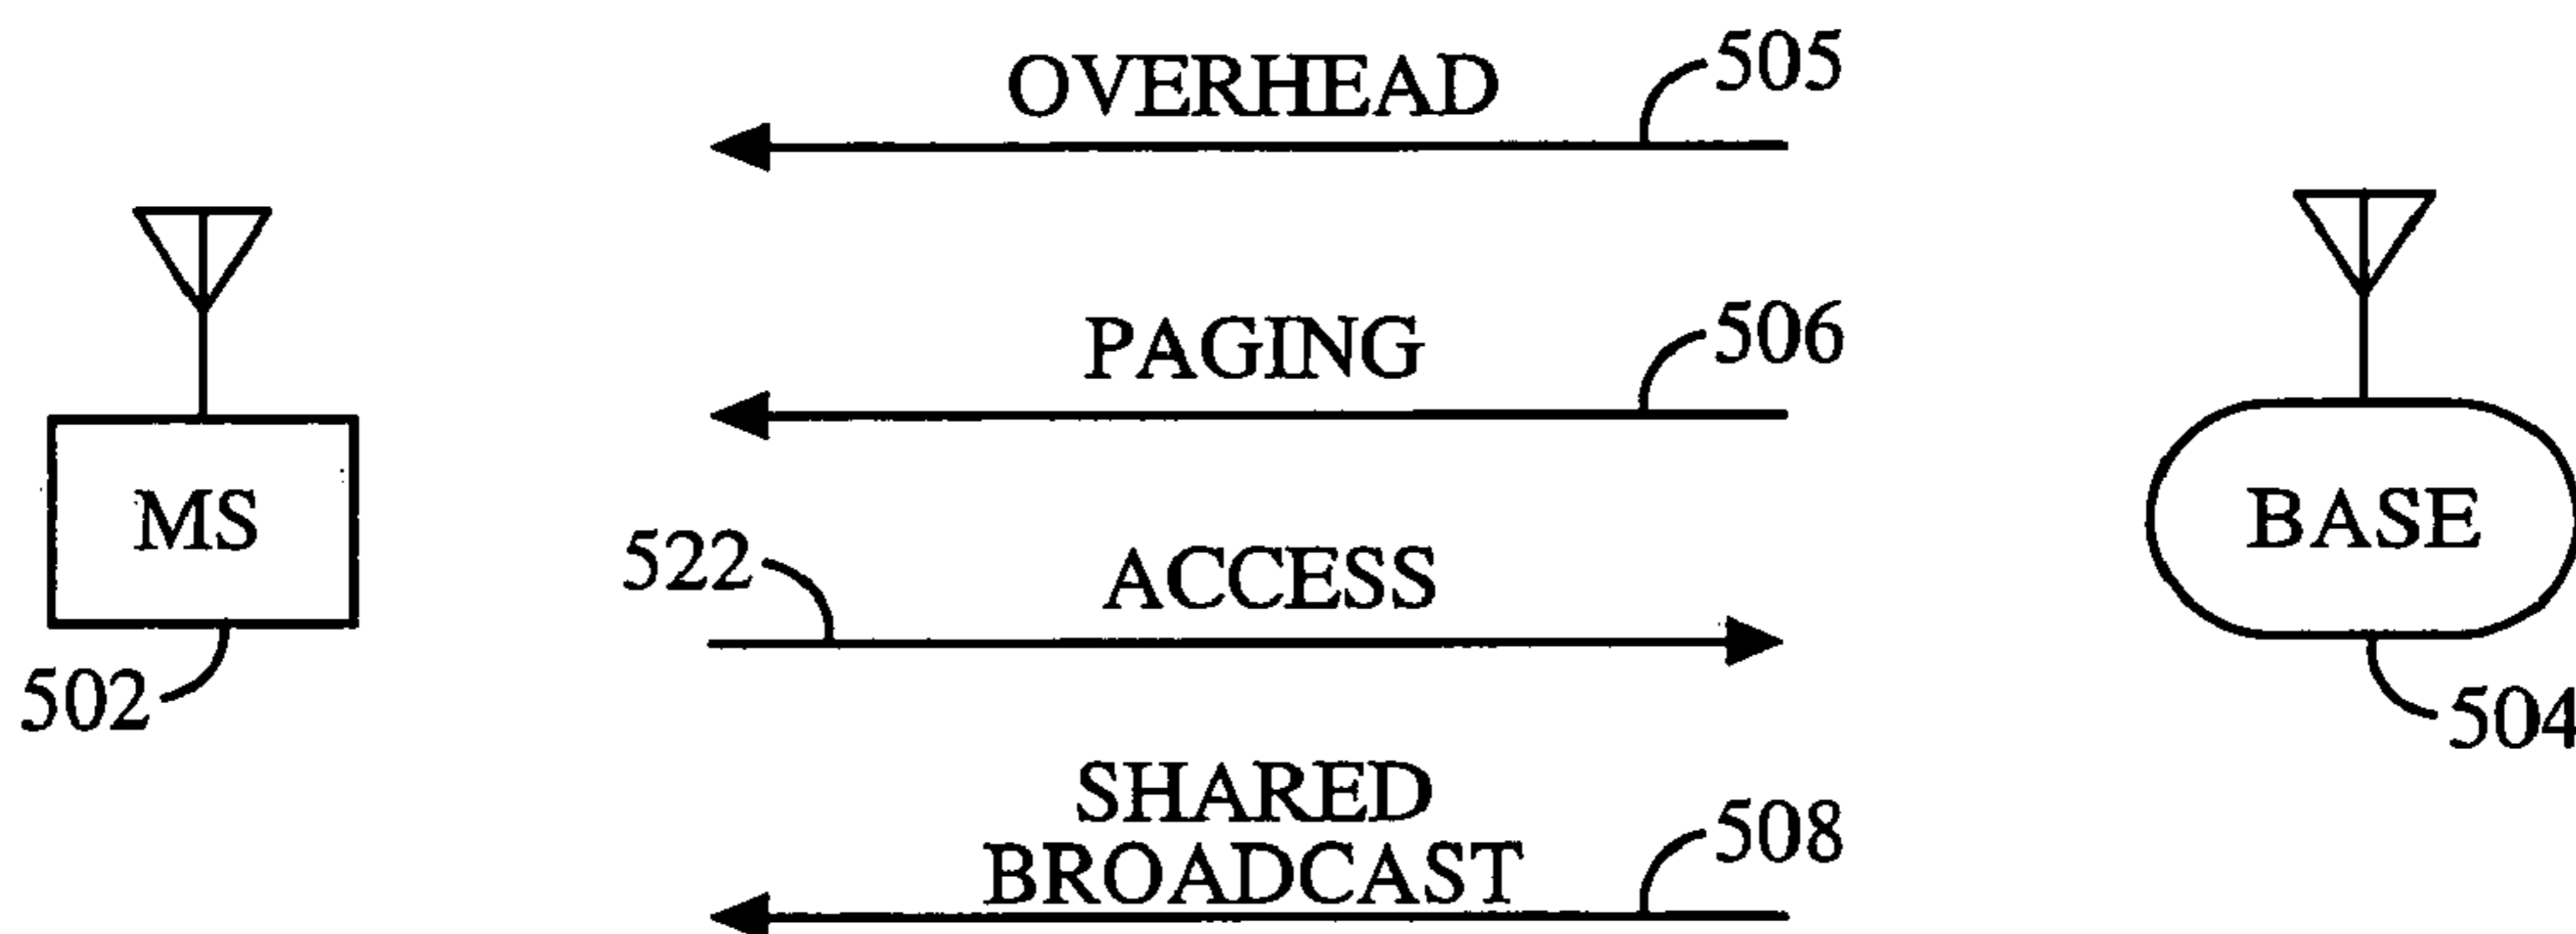 OVERHEAD
505
PAGING
506
MS
BASE
522
ACCESS
502
504
SHARED
BROADCAST
508